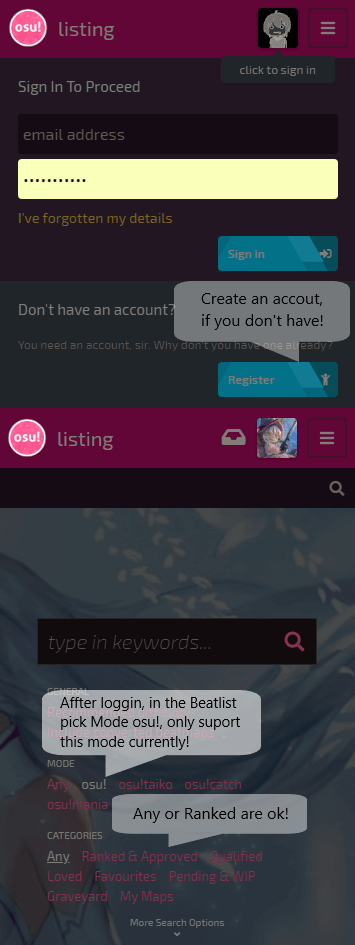 osu! listing
click to sign in
Sign In To Proceed
email address
•••••••••••
I've forgotten my details
Sign in
Create an accout,
if you don't have!
Don't have an account?
You need an account, sir. Why don't you have one already?
Register
osu! listing
type in keywords...
GENERAL
Affter loggin, in the Beatlist
pick Mode osu!, only suport
this mode currently!
MODE
Any osu! osu!taiko osu!catch
osu!mania
Any or Ranked are ok!
CATEGORIES
Any Ranked & Approved Qualified
Loved Favourites Pending & WIP
Graveyard My Maps
More Search Options